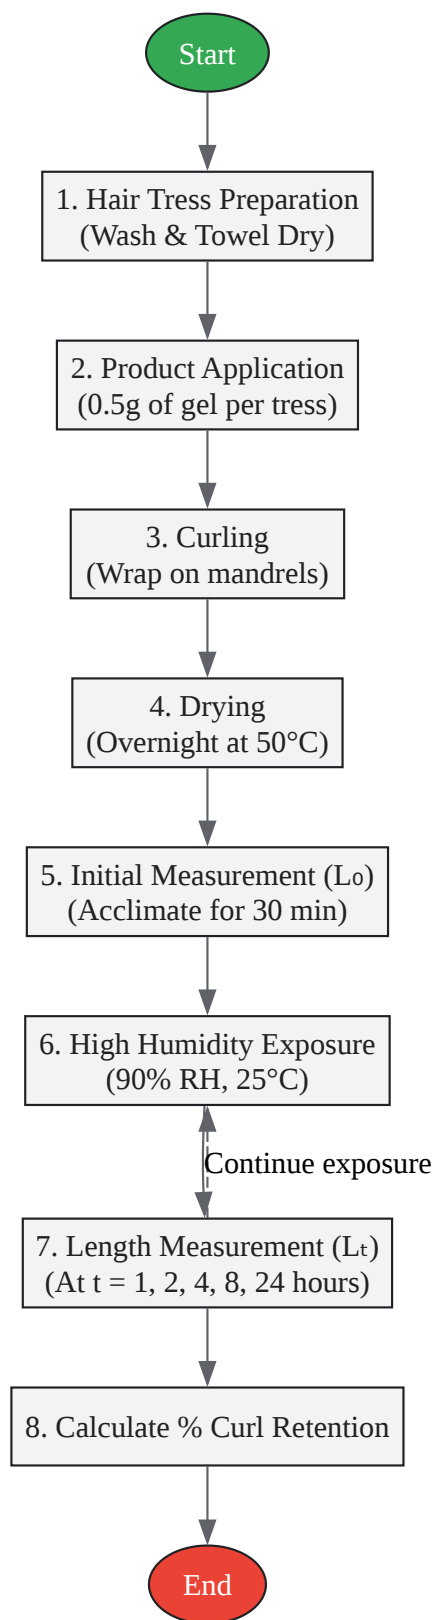 Start
1. Hair Tress Preparation
(Wash & Towel Dry)
2. Product Application
(0.5g of gel per tress)
3. Curling
(Wrap on mandrels)
4. Drying
(Overnight at 50°C)
5. Initial Measurement (L₀)
(Acclimate for 30 min)
6. High Humidity Exposure
(90% RH, 25°C)
Continue exposure
7. Length Measurement (Lₜ)
(At t = 1, 2, 4, 8, 24 hours)
8. Calculate % Curl Retention
End